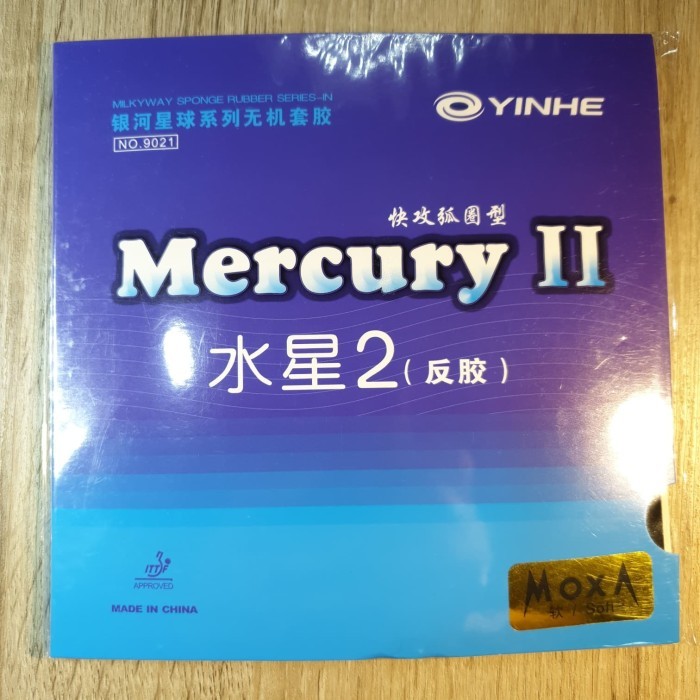 MILKYWAY SPONGE RUBBER SERIES-IN
银河星球系列无机套胶
NO.9021
YINHE
快攻弧圈型
Mercury II
水星2(反胶)
ITTF
APPROVED
MADE IN CHINA
MOXA
软/Soft